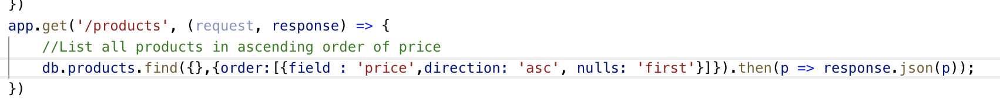 })
app.get('/products', (request, response) => {
    //List all products in ascending order of price
    db.products.find({},{order:[{field : 'price',direction: 'asc', nulls: 'first'}]}).then(p => response.json(p));
})